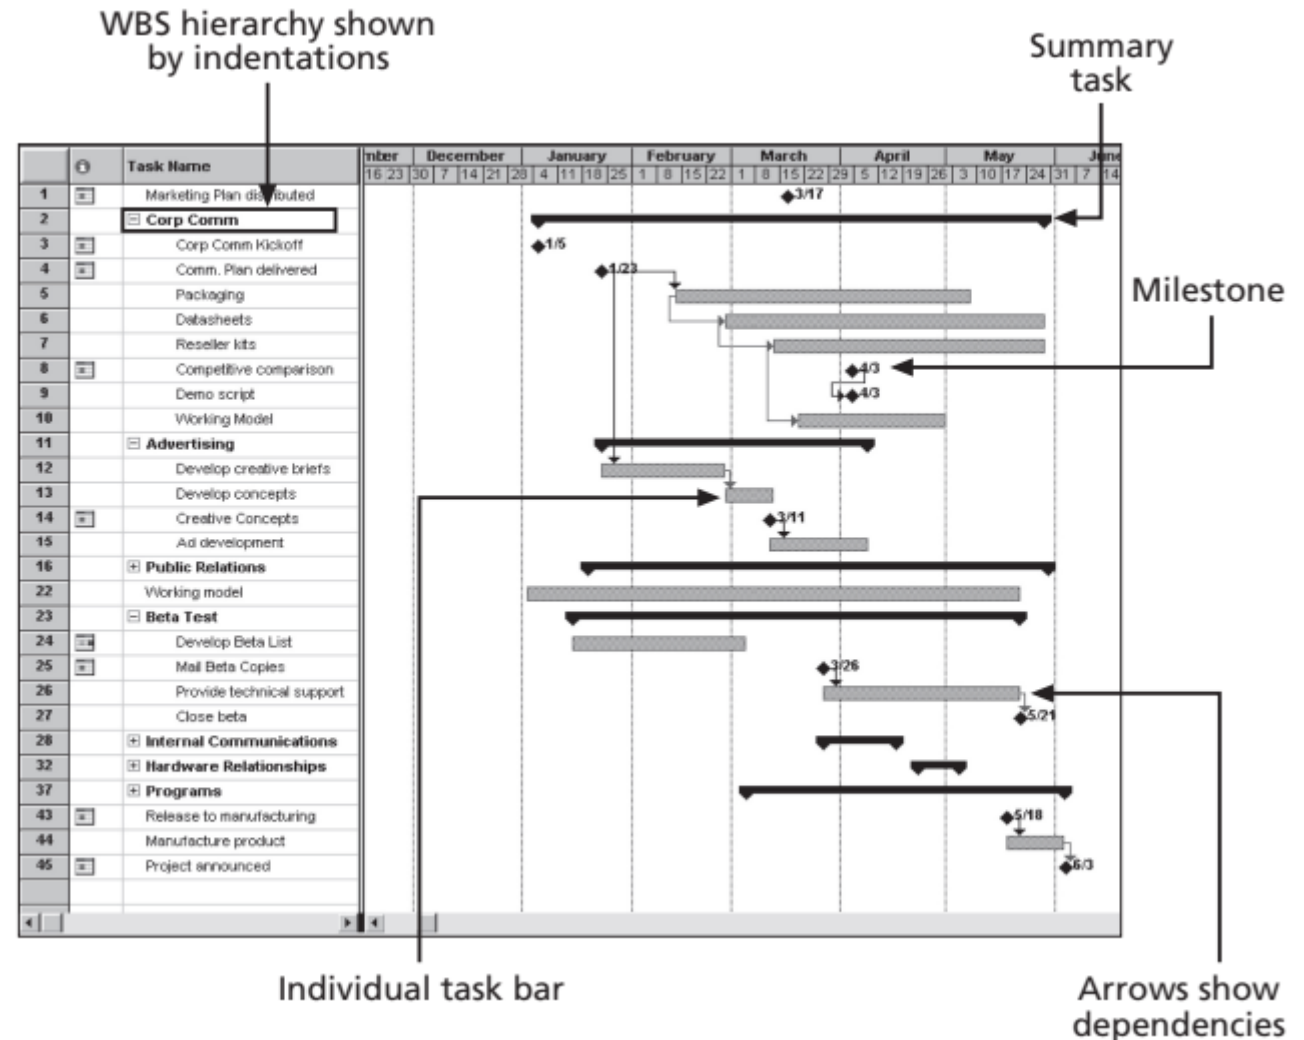 WBS hierarchy shown
by indentations
Summary
task
Task Name
mber December January February March April May June
16 23 30 7 14 21 28 4 11 18 25 1 8 15 22 1 8 15 22 29 5 12 19 26 3 10 17 24 31 7 14
1 Marketing Plan distributed 3/17
2 Corp Comm
3 Corp Comm Kickoff 1/5
4 Comm. Plan delivered 1/23
5 Packaging
6 Datasheets
7 Reseller kits
8 Competitive comparison 4/3
9 Demo script 4/3
10 Working Model
11 Advertising
12 Develop creative briefs
13 Develop concepts
14 Creative Concepts 3/11
15 Ad development
16 Public Relations
22 Working model
23 Beta Test
24 Develop Beta List
25 Mail Beta Copies 3/26
26 Provide technical support
27 Close beta 5/21
28 Internal Communications
32 Hardware Relationships
37 Programs
43 Release to manufacturing 5/18
44 Manufacture product
45 Project announced 6/3
Milestone
Individual task bar
Arrows show
dependencies